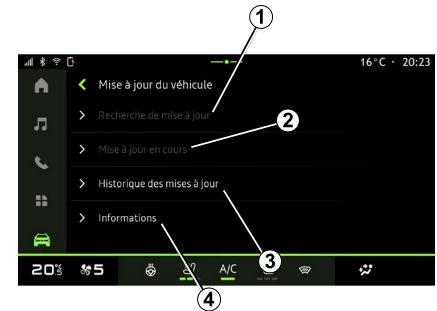 1
16°C · 20:23
Mise à jour du véhicule
Recherche de mise à jour
2
Mise à jour en cours
Historique des mises à jour
Informations
20
5
A/C
3
4